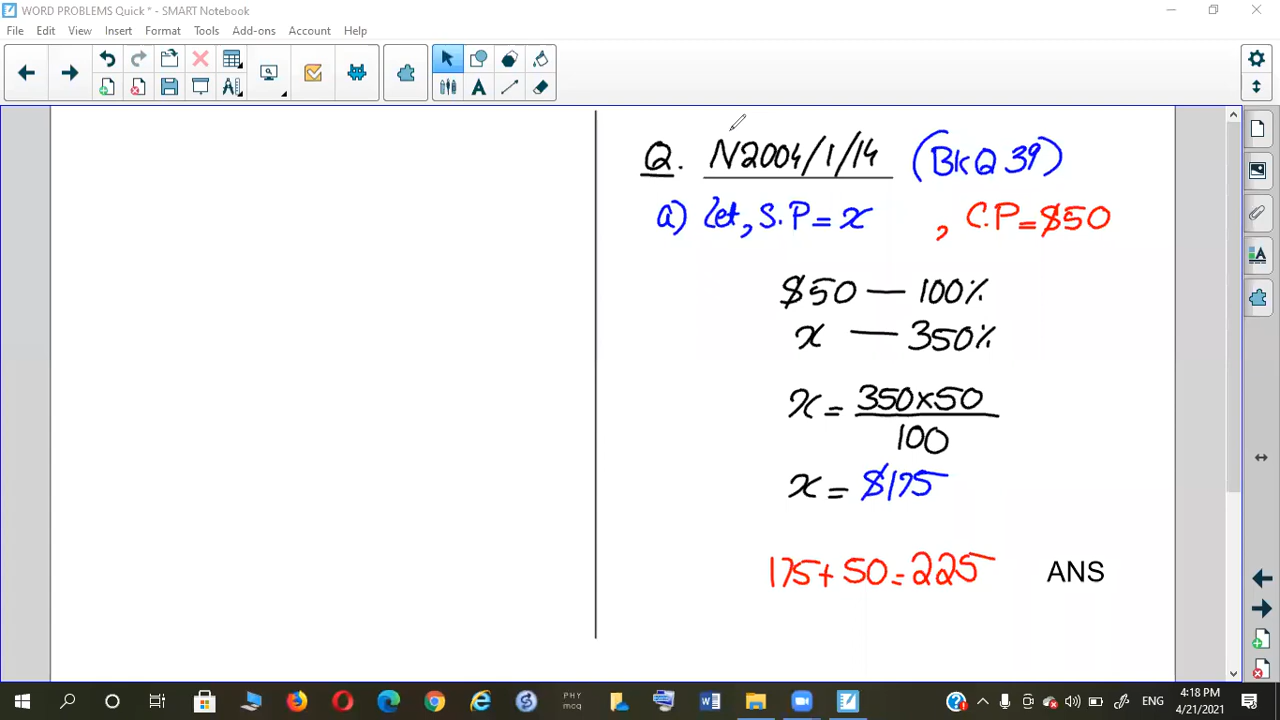 WORD PROBLEMS Quick * - SMART Notebook
File Edit View Insert Format Tools Add-ons Account Help
Q. N2004/1/14 (BK Q 39)
a) Let, S.P = x , C.P = $50
$50 — 100%
x — 350%
x = 350x50
100
x = $175
175 + 50 = 225 ANS
PHY
mcq
ENG
4:18 PM
4/21/2021